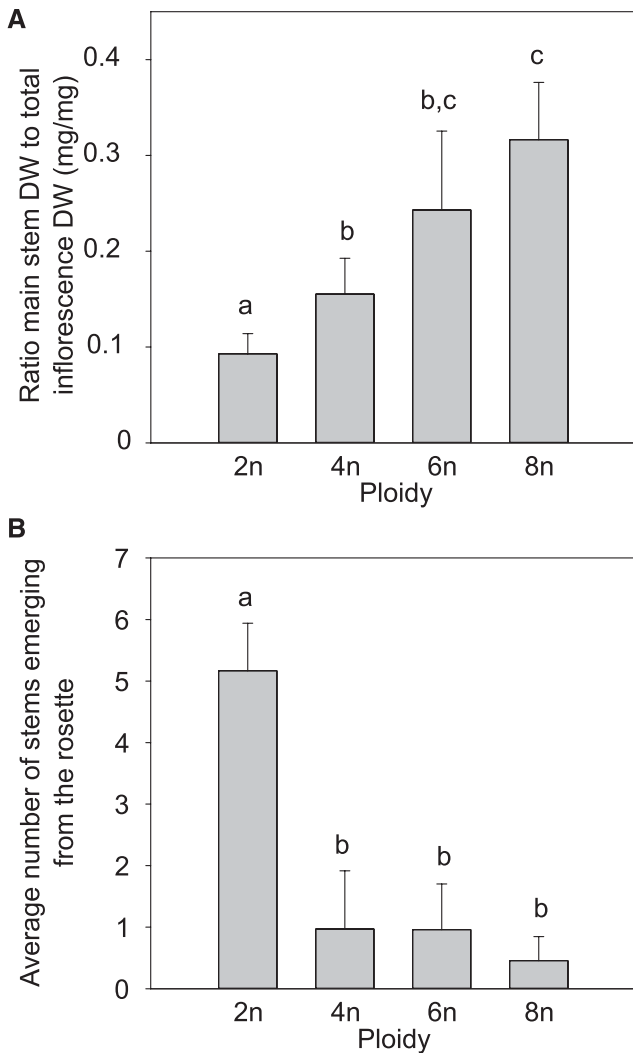 A
Ratio main stem DW to total
inflorescence DW (mg/mg)
0.4
0.3
0.2
0.1
0
a
b
b,c
c
2n 4n 6n 8n
Ploidy
B
Average number of stems emerging
from the rosette
7
6
5
4
3
2
1
0
a
b
b
b
2n 4n 6n 8n
Ploidy